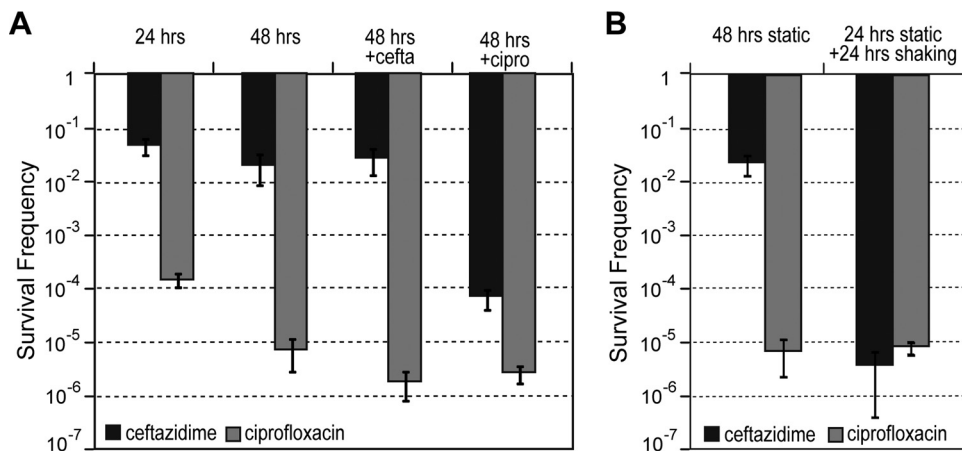 A
24 hrs
48 hrs
48 hrs
+cefta
48 hrs
+cipro
Survival Frequency
1
10-1
10-2
10-3
10-4
10-5
10-6
10-7
ceftazidime
ciprofloxacin
B
48 hrs static
24 hrs static
+24 hrs shaking
Survival Frequency
1
10-1
10-2
10-3
10-4
10-5
10-6
10-7
ceftazidime
ciprofloxacin